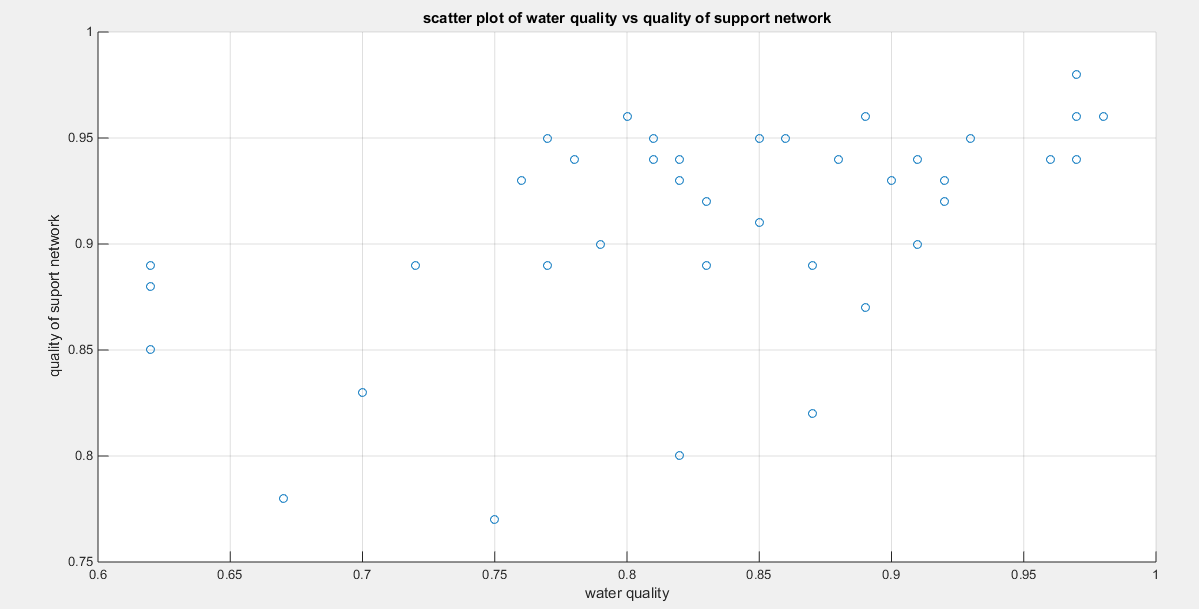 scatter plot of water quality vs quality of support network
1
0.95
0.9
0.85
0.8
0.75
quality of suport network
0.6 0.65 0.7 0.75 0.8 0.85 0.9 0.95 1
water quality